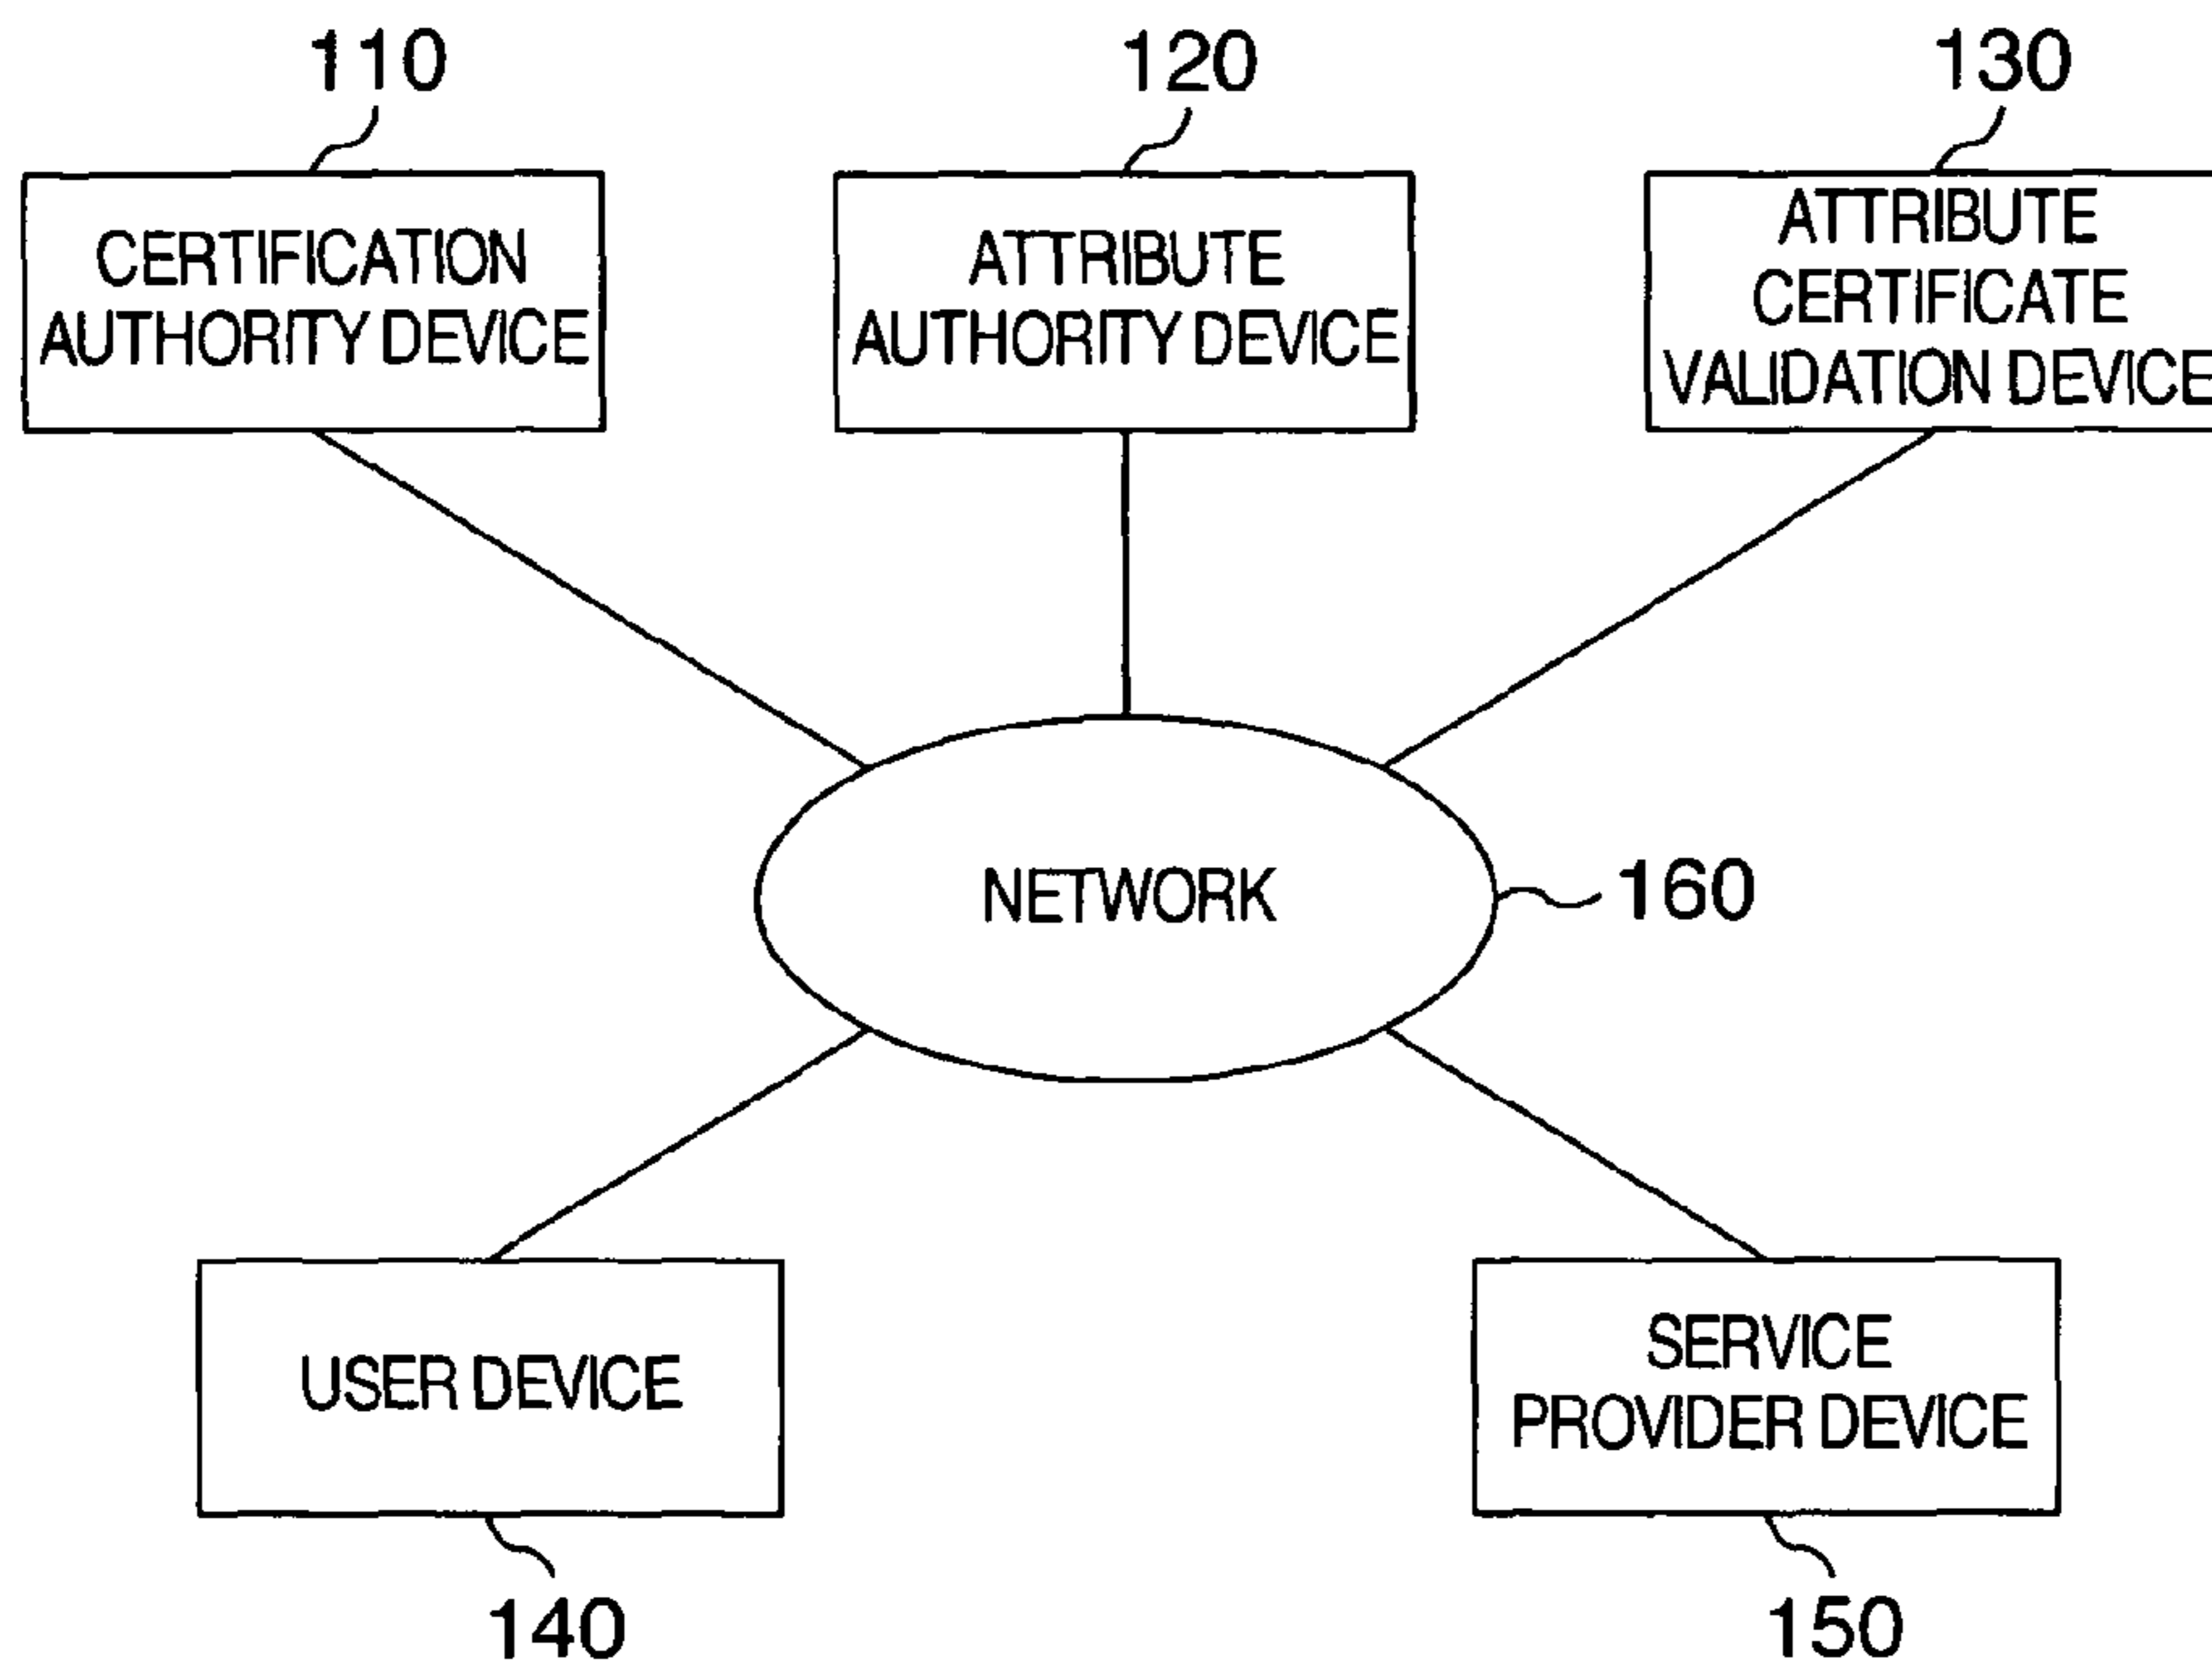 110
120
130
CERTIFICATION
AUTHORITY DEVICE
ATTRIBUTE
AUTHORITY DEVICE
ATTRIBUTE
CERTIFICATE
VALIDATION DEVICE
NETWORK
160
USER DEVICE
SERVICE
PROVIDER DEVICE
140
150